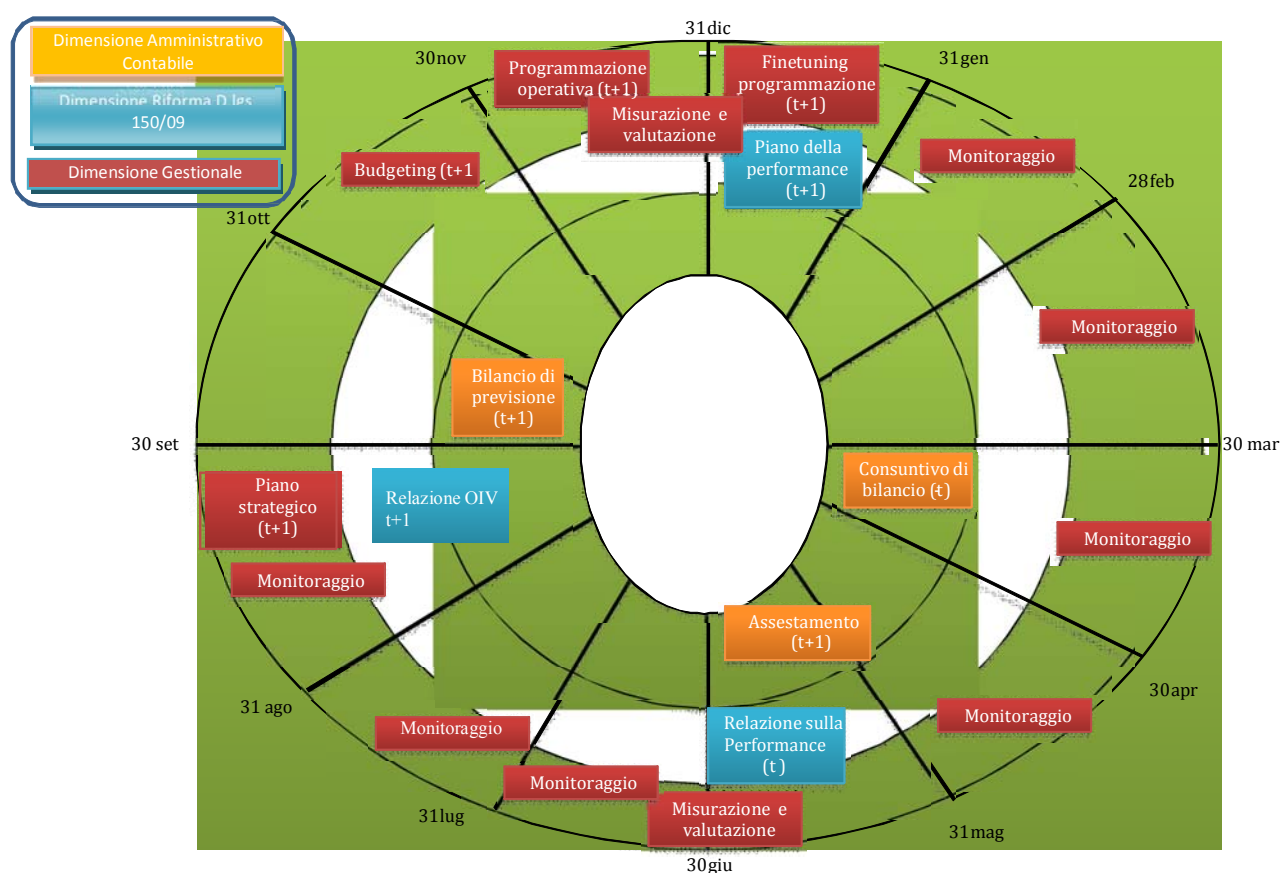 Dimensione Amministrativo
Contabile
Dimensione Riforma D.lgs
150/09
Dimensione Gestionale
31dic
30nov
31gen
Programmazione
operativa (t+1)
Finetuning
programmazione
(t+1)
Misurazione e
valutazione
Piano della
performance
(t+1)
Monitoraggio
Budgeting (t+1
28feb
31ott
Monitoraggio
Bilancio di
previsione
(t+1)
30 set
30 mar
Piano
strategico
(t+1)
Relazione OIV
t+1
Consuntivo di
bilancio (t)
Monitoraggio
Monitoraggio
Assestamento
(t+1)
30apr
31 ago
Monitoraggio
Monitoraggio
Relazione sulla
Performance
(t )
Monitoraggio
31lug
Misurazione e
valutazione
31mag
30giu